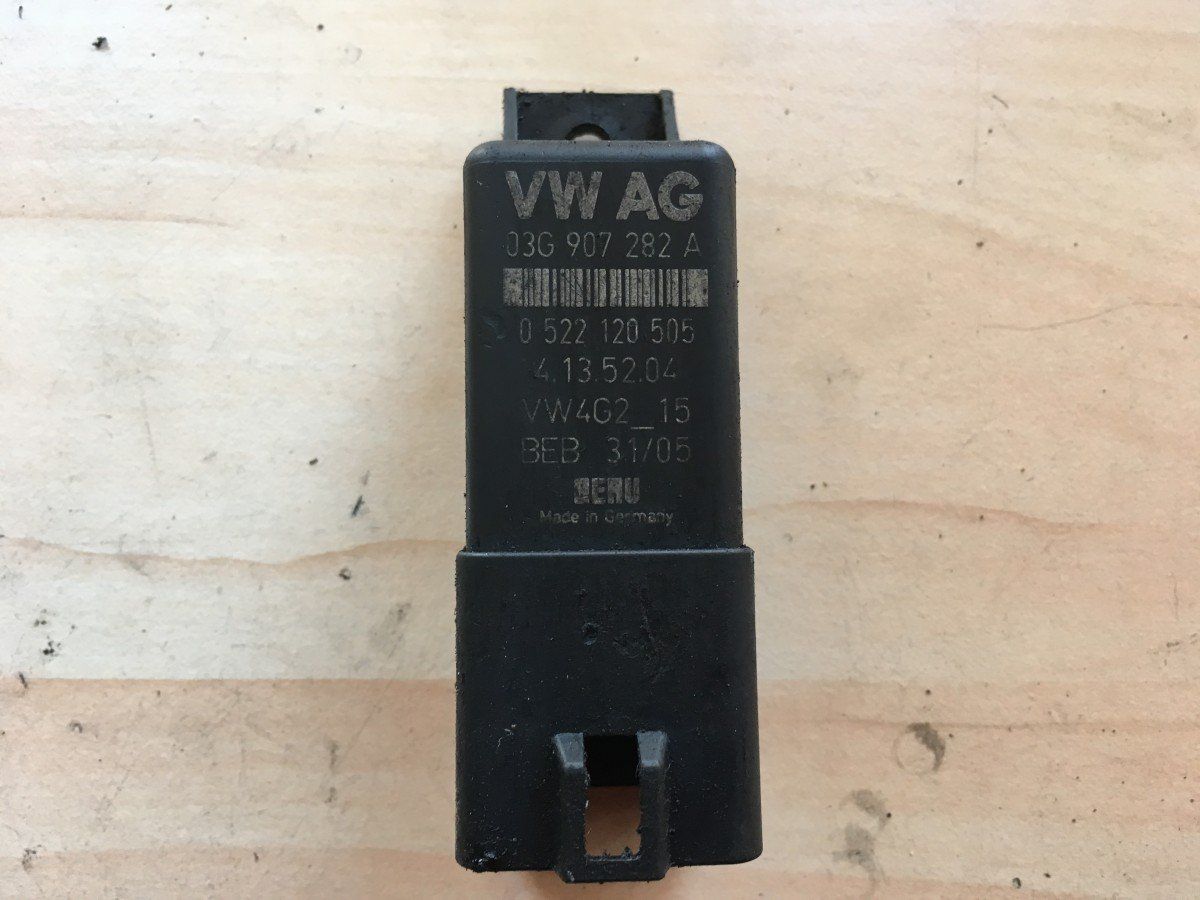 VW AG
03G 907 282 A
0 522 120 505
4.13.52.04
VW4G2_15
BEB 31/05
BERU
Made in Germany